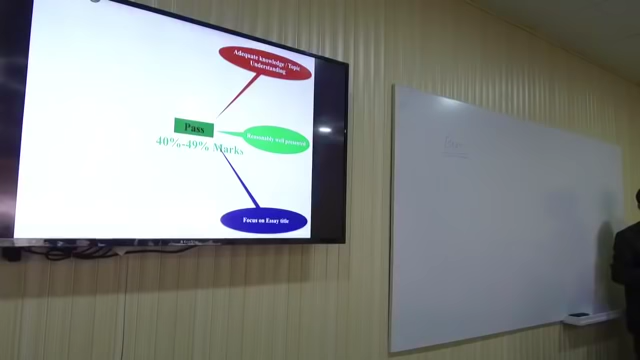 Adequate knowledge / Topic
Understanding
Pass
40%-49% Marks
Reasonably well presented
Focus on Essay title